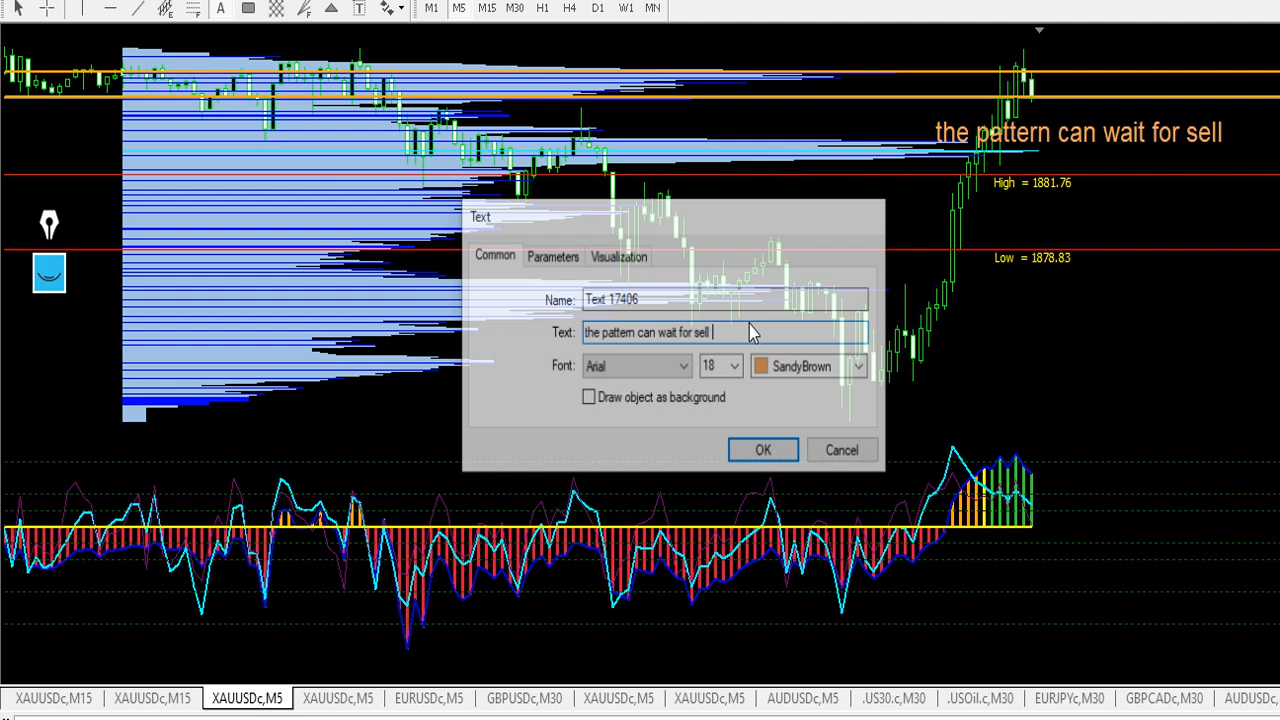 A T M1 M5 M15 M30 H1 H4 D1 W1 MN
the pattern can wait for sell
High = 1881.76
Low = 1878.83
Text
Common Parameters Visualization
Name: Text 17406
Text: the pattern can wait for sell
Font: Arial 18 SandyBrown
Draw object as background
OK Cancel
XAUUSDc,M15 XAUUSDc,M15 XAUUSDc,M5 XAUUSDc,M5 EURUSDc,M5 GBPUSDc,M30 XAUUSDc,M5 XAUUSDc,M5 AUDUSDc,M5 .US30.c,M30 .USOil.c,M30 EURJPYc,M30 GBPCADc,M30 AUDUSDc,